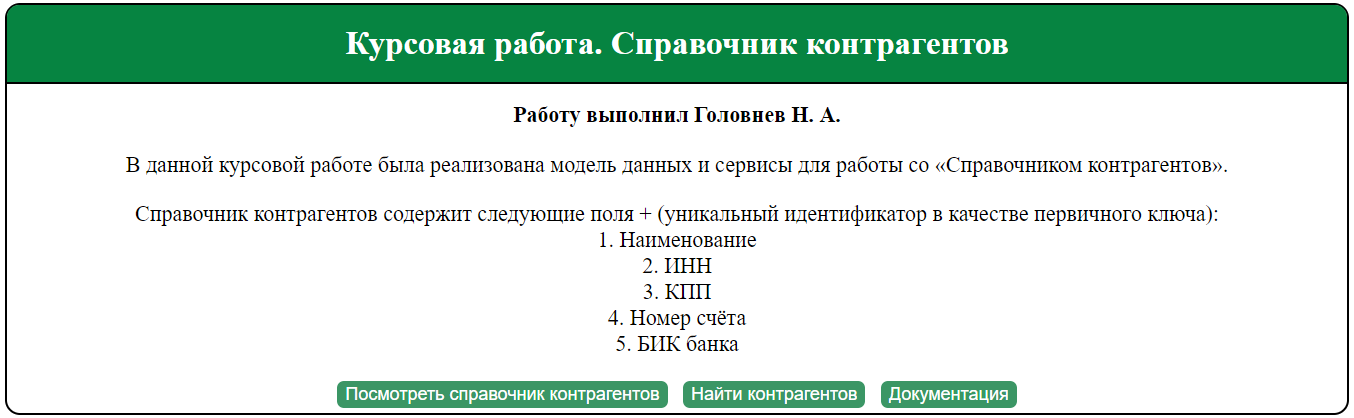 Курсовая работа. Справочник контрагентов
Работу выполнил Головнев Н. А.
В данной курсовой работе была реализована модель данных и сервисы для работы со «Справочником контрагентов».
Справочник контрагентов содержит следующие поля + (уникальный идентификатор в качестве первичного ключа):
1. Наименование
2. ИНН
3. КПП
4. Номер счёта
5. БИК банка
Посмотреть справочник контрагентов Найти контрагентов Документация